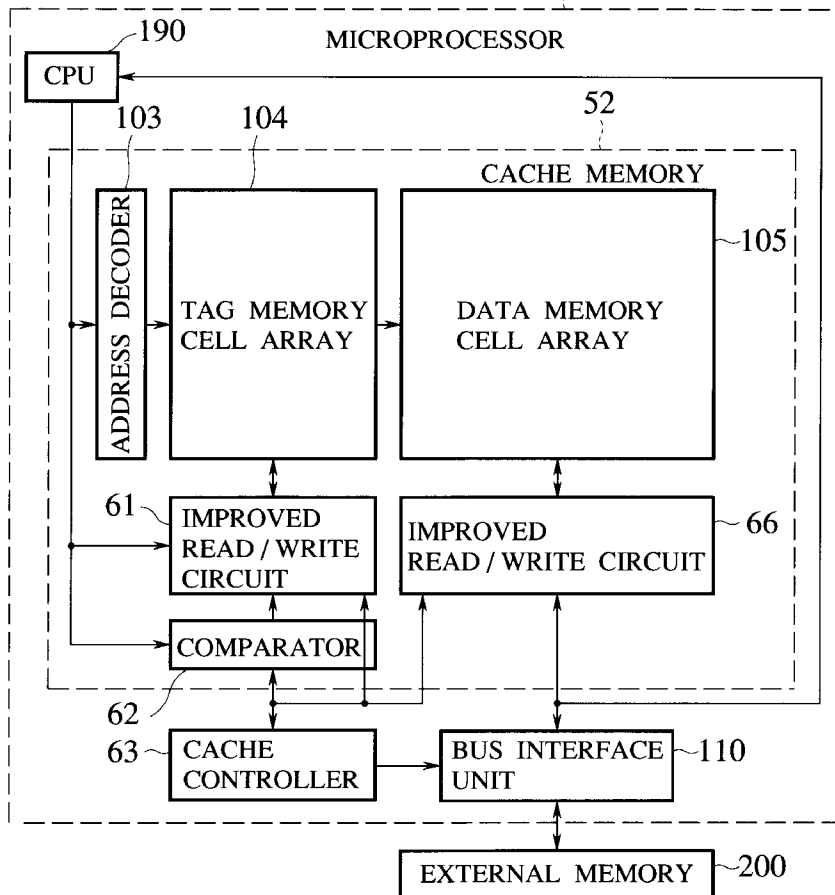 190
MICROPROCESSOR
CPU
103
104
52
CACHE MEMORY
105
ADDRESS DECODER
TAG MEMORY
CELL ARRAY
DATA MEMORY
CELL ARRAY
61
IMPROVED
READ / WRITE
CIRCUIT
IMPROVED
READ / WRITE CIRCUIT
66
COMPARATOR
62
63
CACHE
CONTROLLER
BUS INTERFACE
UNIT
110
EXTERNAL MEMORY
200